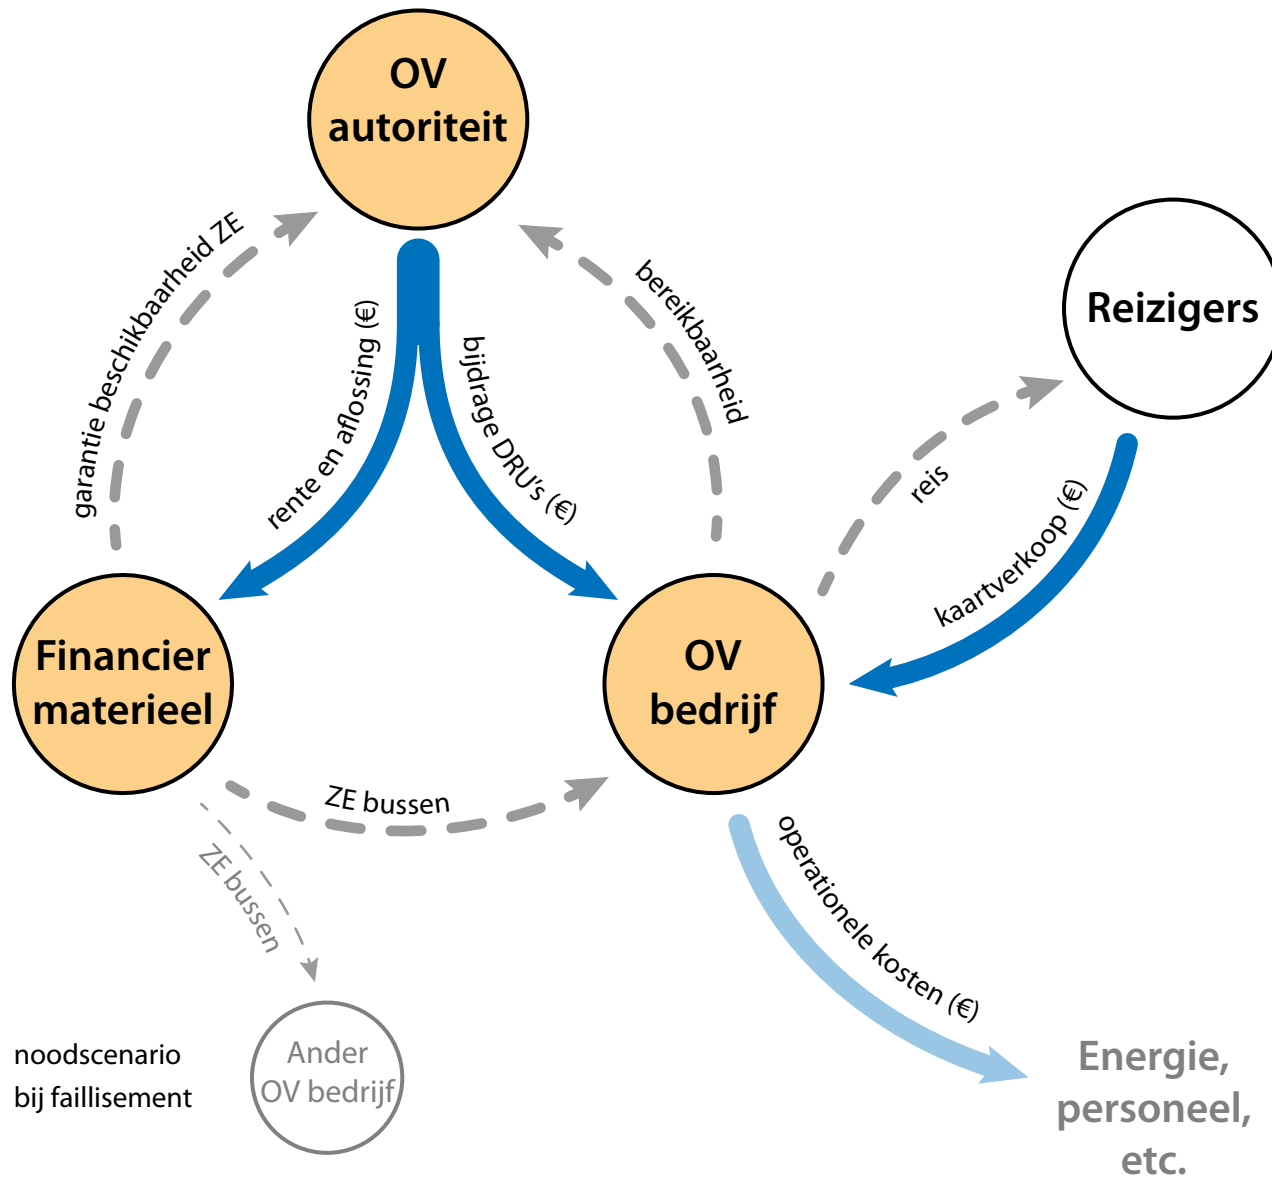 OV
autoriteit
garantie beschikbaarheid ZE
rente en aflossing (€)
bijdrage DRU's (€)
bereikbaarheid
Reizigers
reis
kaartverkoop (€)
Financier
materieel
OV
bedrijf
ZE bussen
ZE bussen
operationele kosten (€)
noodscenario
bij faillisement
Ander
OV bedrijf
Energie,
personeel,
etc.